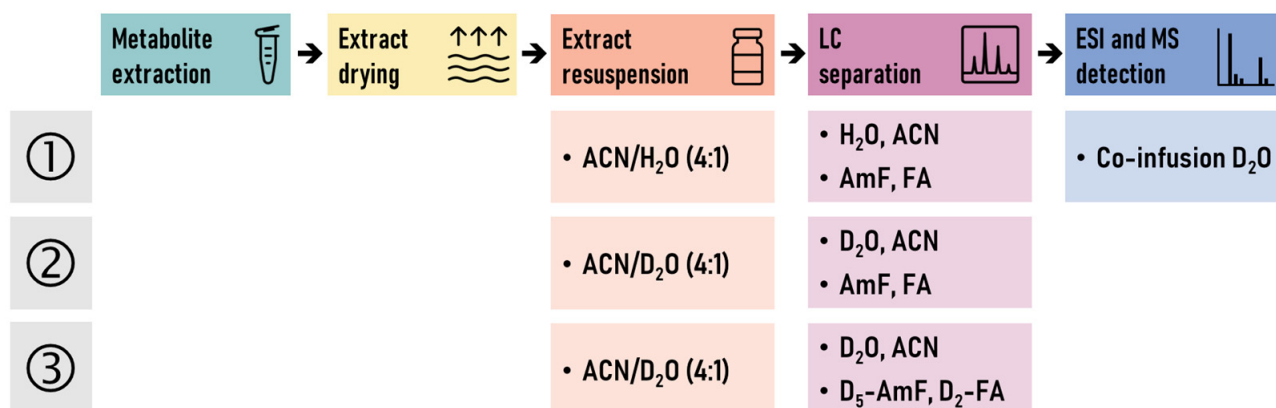 Metabolite
extraction
Extract
drying
Extract
resuspension
LC
separation
ESI and MS
detection
①
• ACN/H₂O (4:1)
• H₂O, ACN
• AmF, FA
• Co-infusion D₂O
②
• ACN/D₂O (4:1)
• D₂O, ACN
• AmF, FA
③
• ACN/D₂O (4:1)
• D₂O, ACN
• D₅-AmF, D₂-FA